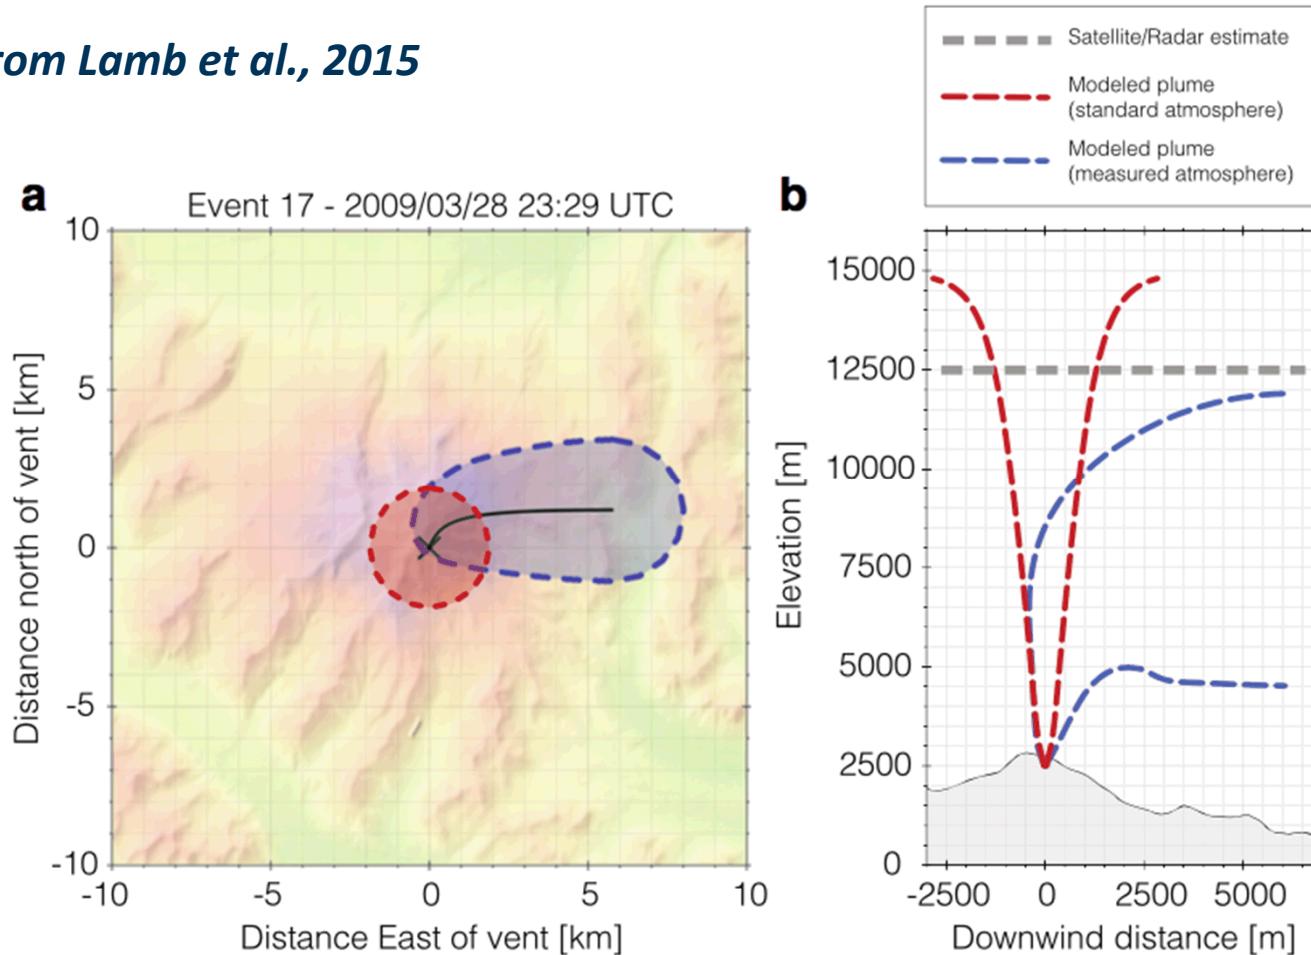 rom Lamb et al., 2015
Satellite/Radar estimate
Modeled plume
(standard atmosphere)
Modeled plume
(measured atmosphere)
a
Event 17 - 2009/03/28 23:29 UTC
10
5
0
-5
-10
Distance north of vent [km]
-10 -5 0 5 10
Distance East of vent [km]
b
15000
12500
10000
7500
5000
2500
0
Elevation [m]
-2500 0 2500 5000
Downwind distance [m]